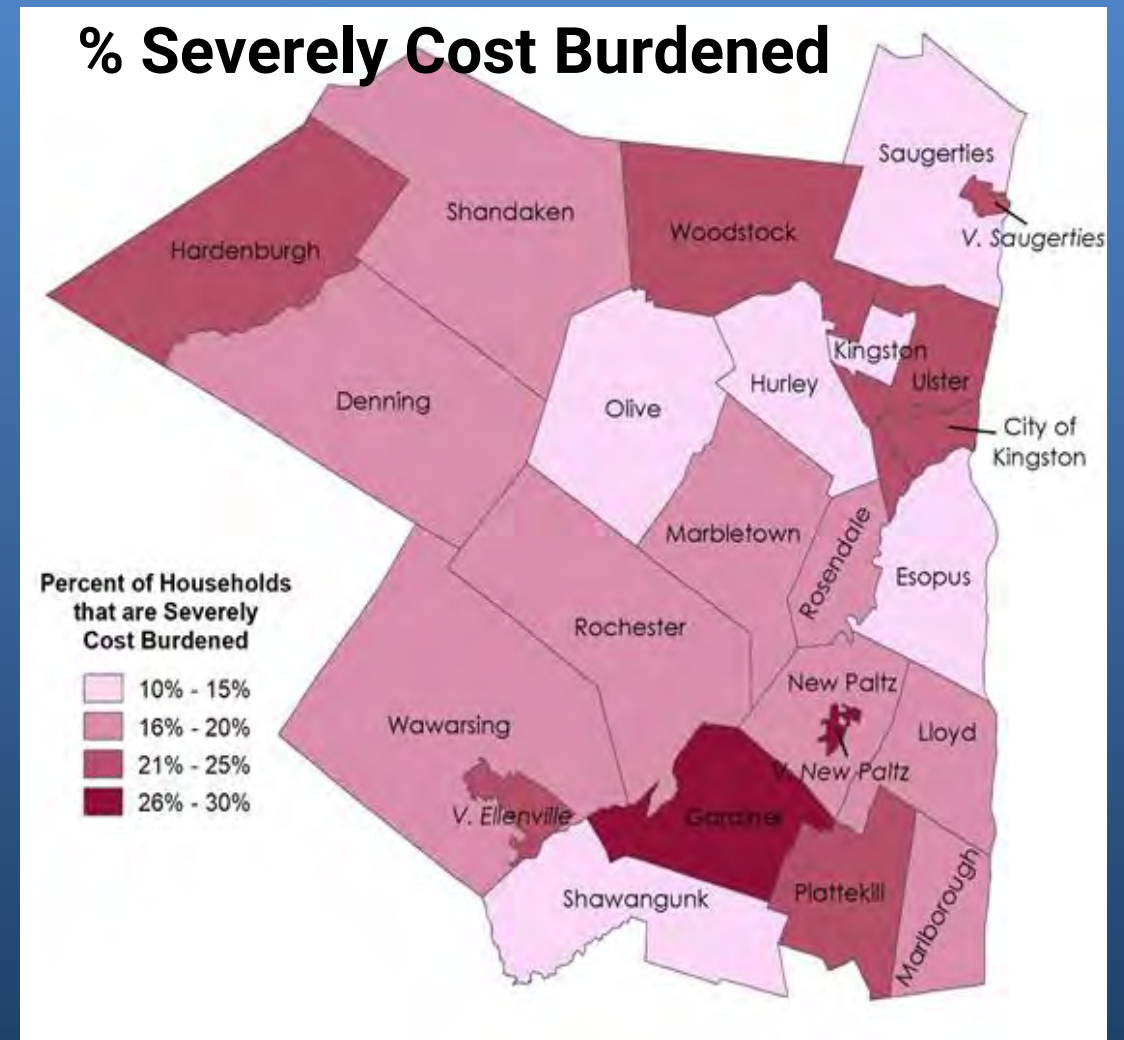 % Severely Cost Burdened
Saugerties
Shandaken
V. Saugerties
Woodstock
Hardenburgh
Kingston
Ulster
Hurley
Denning
Olive
City of
Kingston
Marbletown
Rosendale
Esopus
Percent of Households
that are Severely
Cost Burdened
10% - 15%
16% - 20%
21% - 25%
26% - 30%
Rochester
New Paltz
Wawarsing
Lloyd
V. New Paltz
V. Ellenville
Gardiner
Shawangunk
Plattekill
Marlborough